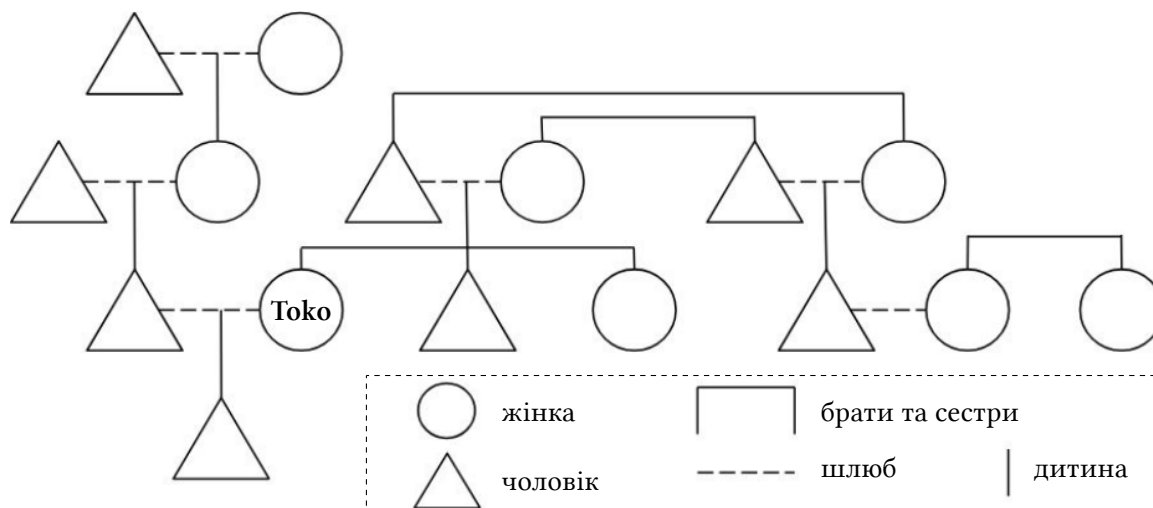 Toko
жінка
брати та сестри
чоловік
шлюб
дитина